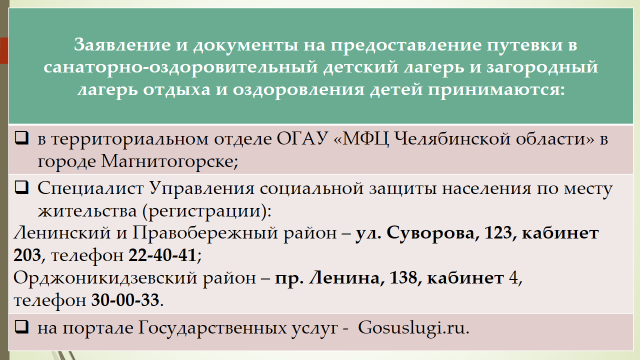 Заявление и документы на предоставление путевки в
санаторно-оздоровительный детский лагерь и загородный
лагерь отдыха и оздоровления детей принимаются:
❑ в территориальном отделе ОГАУ «МФЦ Челябинской области» в
городе Магнитогорске;
❑ Специалист Управления социальной защиты населения по месту
жительства (регистрации):
Ленинский и Правобережный район – ул. Суворова, 123, кабинет
203, телефон 22-40-41;
Орджоникидзевский район – пр. Ленина, 138, кабинет 4,
телефон 30-00-33.
❑ на портале Государственных услуг - Gosuslugi.ru.